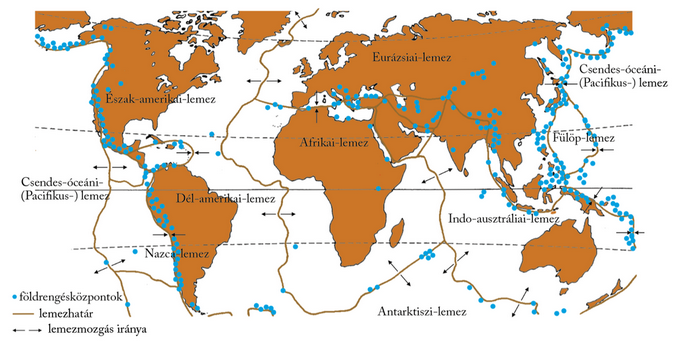 Eurázsiai-lemez
Csendes-óceáni-
(Pacifikus-) lemez
Észak-amerikai-lemez
Afrikai-lemez
Fülöp-lemez
Csendes-óceáni-
(Pacifikus-) lemez
Dél-amerikai-lemez
Indo-ausztráliai-lemez
Nazca-lemez
földrengésközpontok
lemezhatár
lemezmozgás iránya
Antarktiszi-lemez